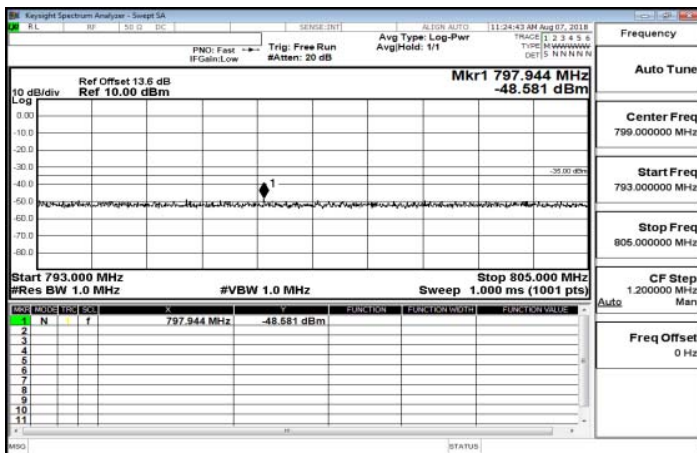 Keysight Spectrum Analyzer - Swept SA
RL RF 50 Ω DC SENSE:INT ALIGN AUTO 11:24:43 AM Aug 07, 2018
PNO: Fast
IFGain:Low
Trig: Free Run
#Atten: 20 dB
Avg Type: Log-Pwr
Avg|Hold: 1/1
TRACE 1 2 3 4 5 6
TYPE
DET S N N N N N
Ref Offset 13.6 dB
10 dB/div Ref 10.00 dBm
Log
Mkr1 797.944 MHz
-48.581 dBm
0.00
-10.0
-20.0
-30.0
-35.00 dBm
-40.0
1
-50.0
-60.0
-70.0
-80.0
Start 793.000 MHz Stop 805.000 MHz
#Res BW 1.0 MHz #VBW 1.0 MHz Sweep 1.000 ms (1001 pts)
MKR MODE TRC SCL X Y FUNCTION FUNCTION WIDTH FUNCTION VALUE
1 N 1 f 797.944 MHz -48.581 dBm
2
3
4
5
6
7
8
9
10
11
MSG STATUS
Frequency
Auto Tune
Center Freq
799.000000 MHz
Start Freq
793.000000 MHz
Stop Freq
805.000000 MHz
CF Step
1.200000 MHz
Auto Man
Freq Offset
0 Hz